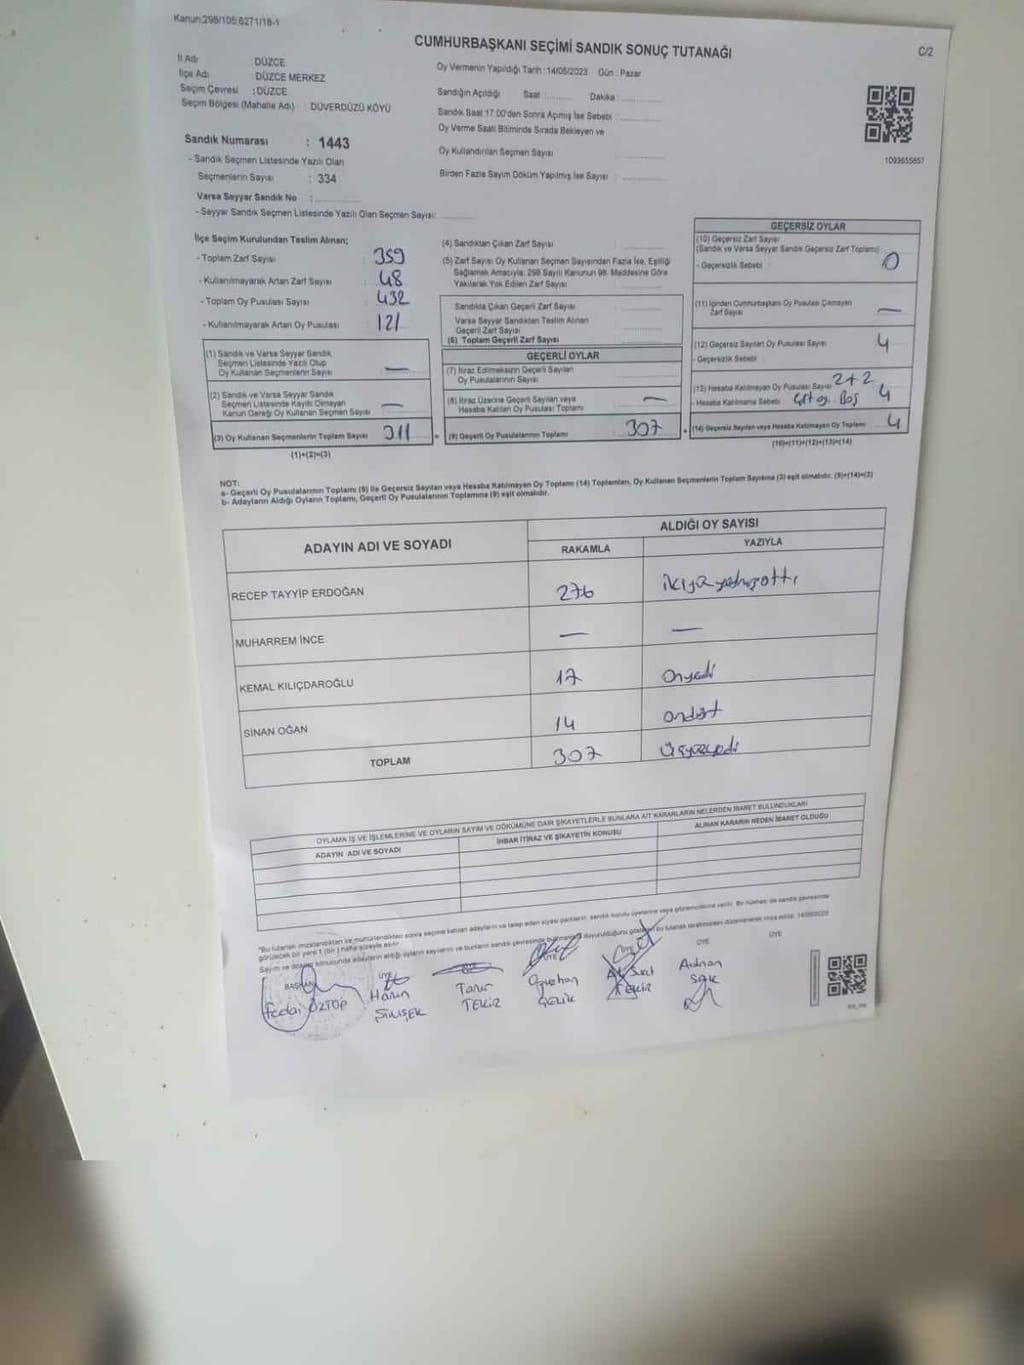 Kanun:298/105,6271/18-1
CUMHURBAŞKANI SEÇİMİ SANDIK SONUÇ TUTANAĞI
C/2
İl Adı : DÜZCE
İlçe Adı : DÜZCE MERKEZ
Seçim Çevresi : DÜZCE
Seçim Bölgesi (Mahalle Adı) : DÜVERDÜZÜ KÖYÜ
Oy Vermenin Yapıldığı Tarih :14/05/2023 Gün : Pazar
Sandığın Açıldığı Saat :.......... Dakika :..............
Sandık Saat 17:00'den Sonra Açılmış İse Sebebi :..............
Oy Verme Saati Bitiminde Sırada Bekleyen ve
Oy Kullandırılan Seçmen Sayısı :..............
Birden Fazla Sayım Döküm Yapılmış İse Sayısı :..............
1093655857
Sandık Numarası : 1443
- Sandık Seçmen Listesinde Yazılı Olan
Seçmenlerin Sayısı : 334
Varsa Seyyar Sandık No :..............
- Seyyar Sandık Seçmen Listesinde Yazılı Olan Seçmen Sayısı:..........
İlçe Seçim Kurulundan Teslim Alınan;
- Toplam Zarf Sayısı : 359
- Kullanılmayarak Artan Zarf Sayısı : 48
- Toplam Oy Pusulası Sayısı : 432
- Kullanılmayarak Artan Oy Pusulası : 121
(1) Sandık ve Varsa Seyyar Sandık
Seçmen Listesinde Yazılı Olup
Oy Kullanan Seçmenlerin Sayısı —
(2) Sandık ve Varsa Seyyar Sandık
Seçmen Listesinde Kayıtlı Olmayan
Kanun Gereği Oy Kullanan Seçmen Sayısı —
(3) Oy Kullanan Seçmenlerin Toplam Sayısı 311
(1)+(2)=(3)
(4) Sandıktan Çıkan Zarf Sayısı
(5) Zarf Sayısı Oy Kullanan Seçmen Sayısından Fazla İse, Eşitliği
Sağlamak Amacıyla; 298 Sayılı Kanunun 98. Maddesine Göre
Yakılarak Yok Edilen Zarf Sayısı
Sandıkta Çıkan Geçerli Zarf Sayısı
Varsa Seyyar Sandıktan Teslim Alınan
Geçerli Zarf Sayısı
(6) Toplam Geçerli Zarf Sayısı
GEÇERLİ OYLAR
(7) İtiraz Edilmeksizin Geçerli Sayılan
Oy Pusulalarının Sayısı
(8) İtiraz Üzerine Geçerli Sayılan veya
Hesaba Katılan Oy Pusulası Toplamı —
(9) Geçerli Oy Pusulalarının Toplamı 307
GEÇERSİZ OYLAR
(10) Geçersiz Zarf Sayısı
(Sandık ve Varsa Seyyar Sandık Geçersiz Zarf Toplamı)
- Geçersizlik Sebebi : 0
(11) İçinden Cumhurbaşkanı Oy Pusulası Çıkmayan
Zarf Sayısı —
(12) Geçersiz Sayılan Oy Pusulası Sayısı 4
- Geçersizlik Sebebi
(13) Hesaba Katılmayan Oy Pusulası Sayısı 2+2
- Hesaba Katılmama Sebebi Çift oy. Boş 4
(14) Geçersiz Sayılan veya Hesaba Katılmayan Oy Toplamı 4
(10)+(11)+(12)+(13)=(14)
NOT:
a- Geçerli Oy Pusulalarının Toplamı (9) ile Geçersiz Sayılan veya Hesaba Katılmayan Oy Toplamı (14) Toplamları, Oy Kullanan Seçmenlerin Toplam Sayısına (3) eşit olmalıdır. (9)+(14)=(3)
b- Adayların Aldığı Oyların Toplamı, Geçerli Oy Pusulalarının Toplamına (9) eşit olmalıdır.
ADAYIN ADI VE SOYADI
ALDIĞI OY SAYISI
RAKAMLA YAZIYLA
RECEP TAYYİP ERDOĞAN 276 ikiyüzyetmişaltı
MUHARREM İNCE — —
KEMAL KILIÇDAROĞLU 17 Onyedi
SİNAN OĞAN 14 ondört
TOPLAM 307 Üçyüzyedi
OYLAMA İŞ VE İŞLEMLERİNE VE OYLARIN SAYIM VE DÖKÜMÜNE DAİR ŞİKAYETLERLE BUNLARA AİT KARARLARIN NELERDEN İBARET BULUNDUKLARI
ADAYIN ADI VE SOYADI
İHBAR İTİRAZ VE ŞİKAYETİN KONUSU
ALINAN KARARIN NEDEN İBARET OLDUĞU
BAŞKAN ÜYE ÜYE ÜYE ÜYE ÜYE
Fedai ÖZTOP
Harun ŞİMŞEK
Taner TEKİR
Oğuzhan ÇELİK
Adnan